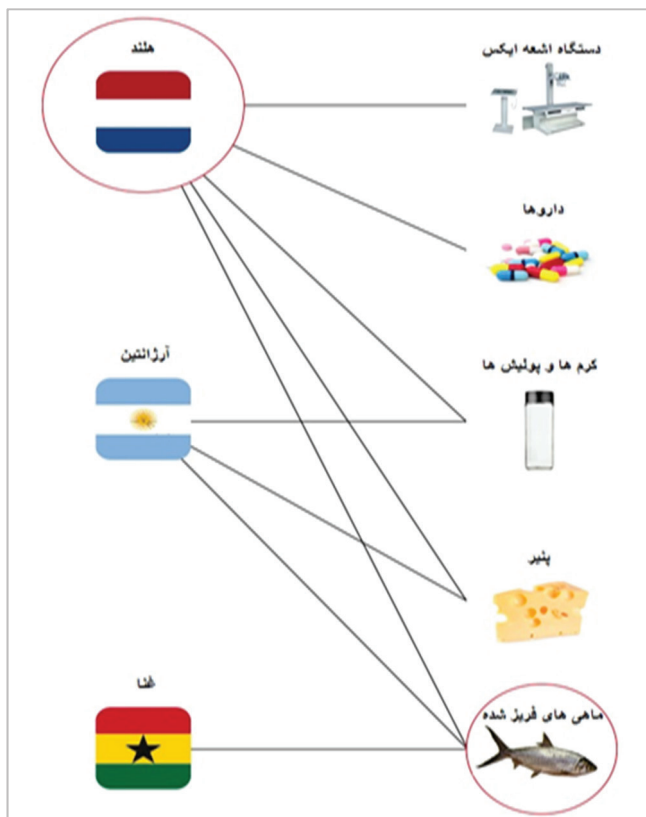 هلند
دستگاه اشعه ایکس
داروها
آرژانتین
کرم ها و پولیش ها
پنیر
غنا
ماهی های فریز شده